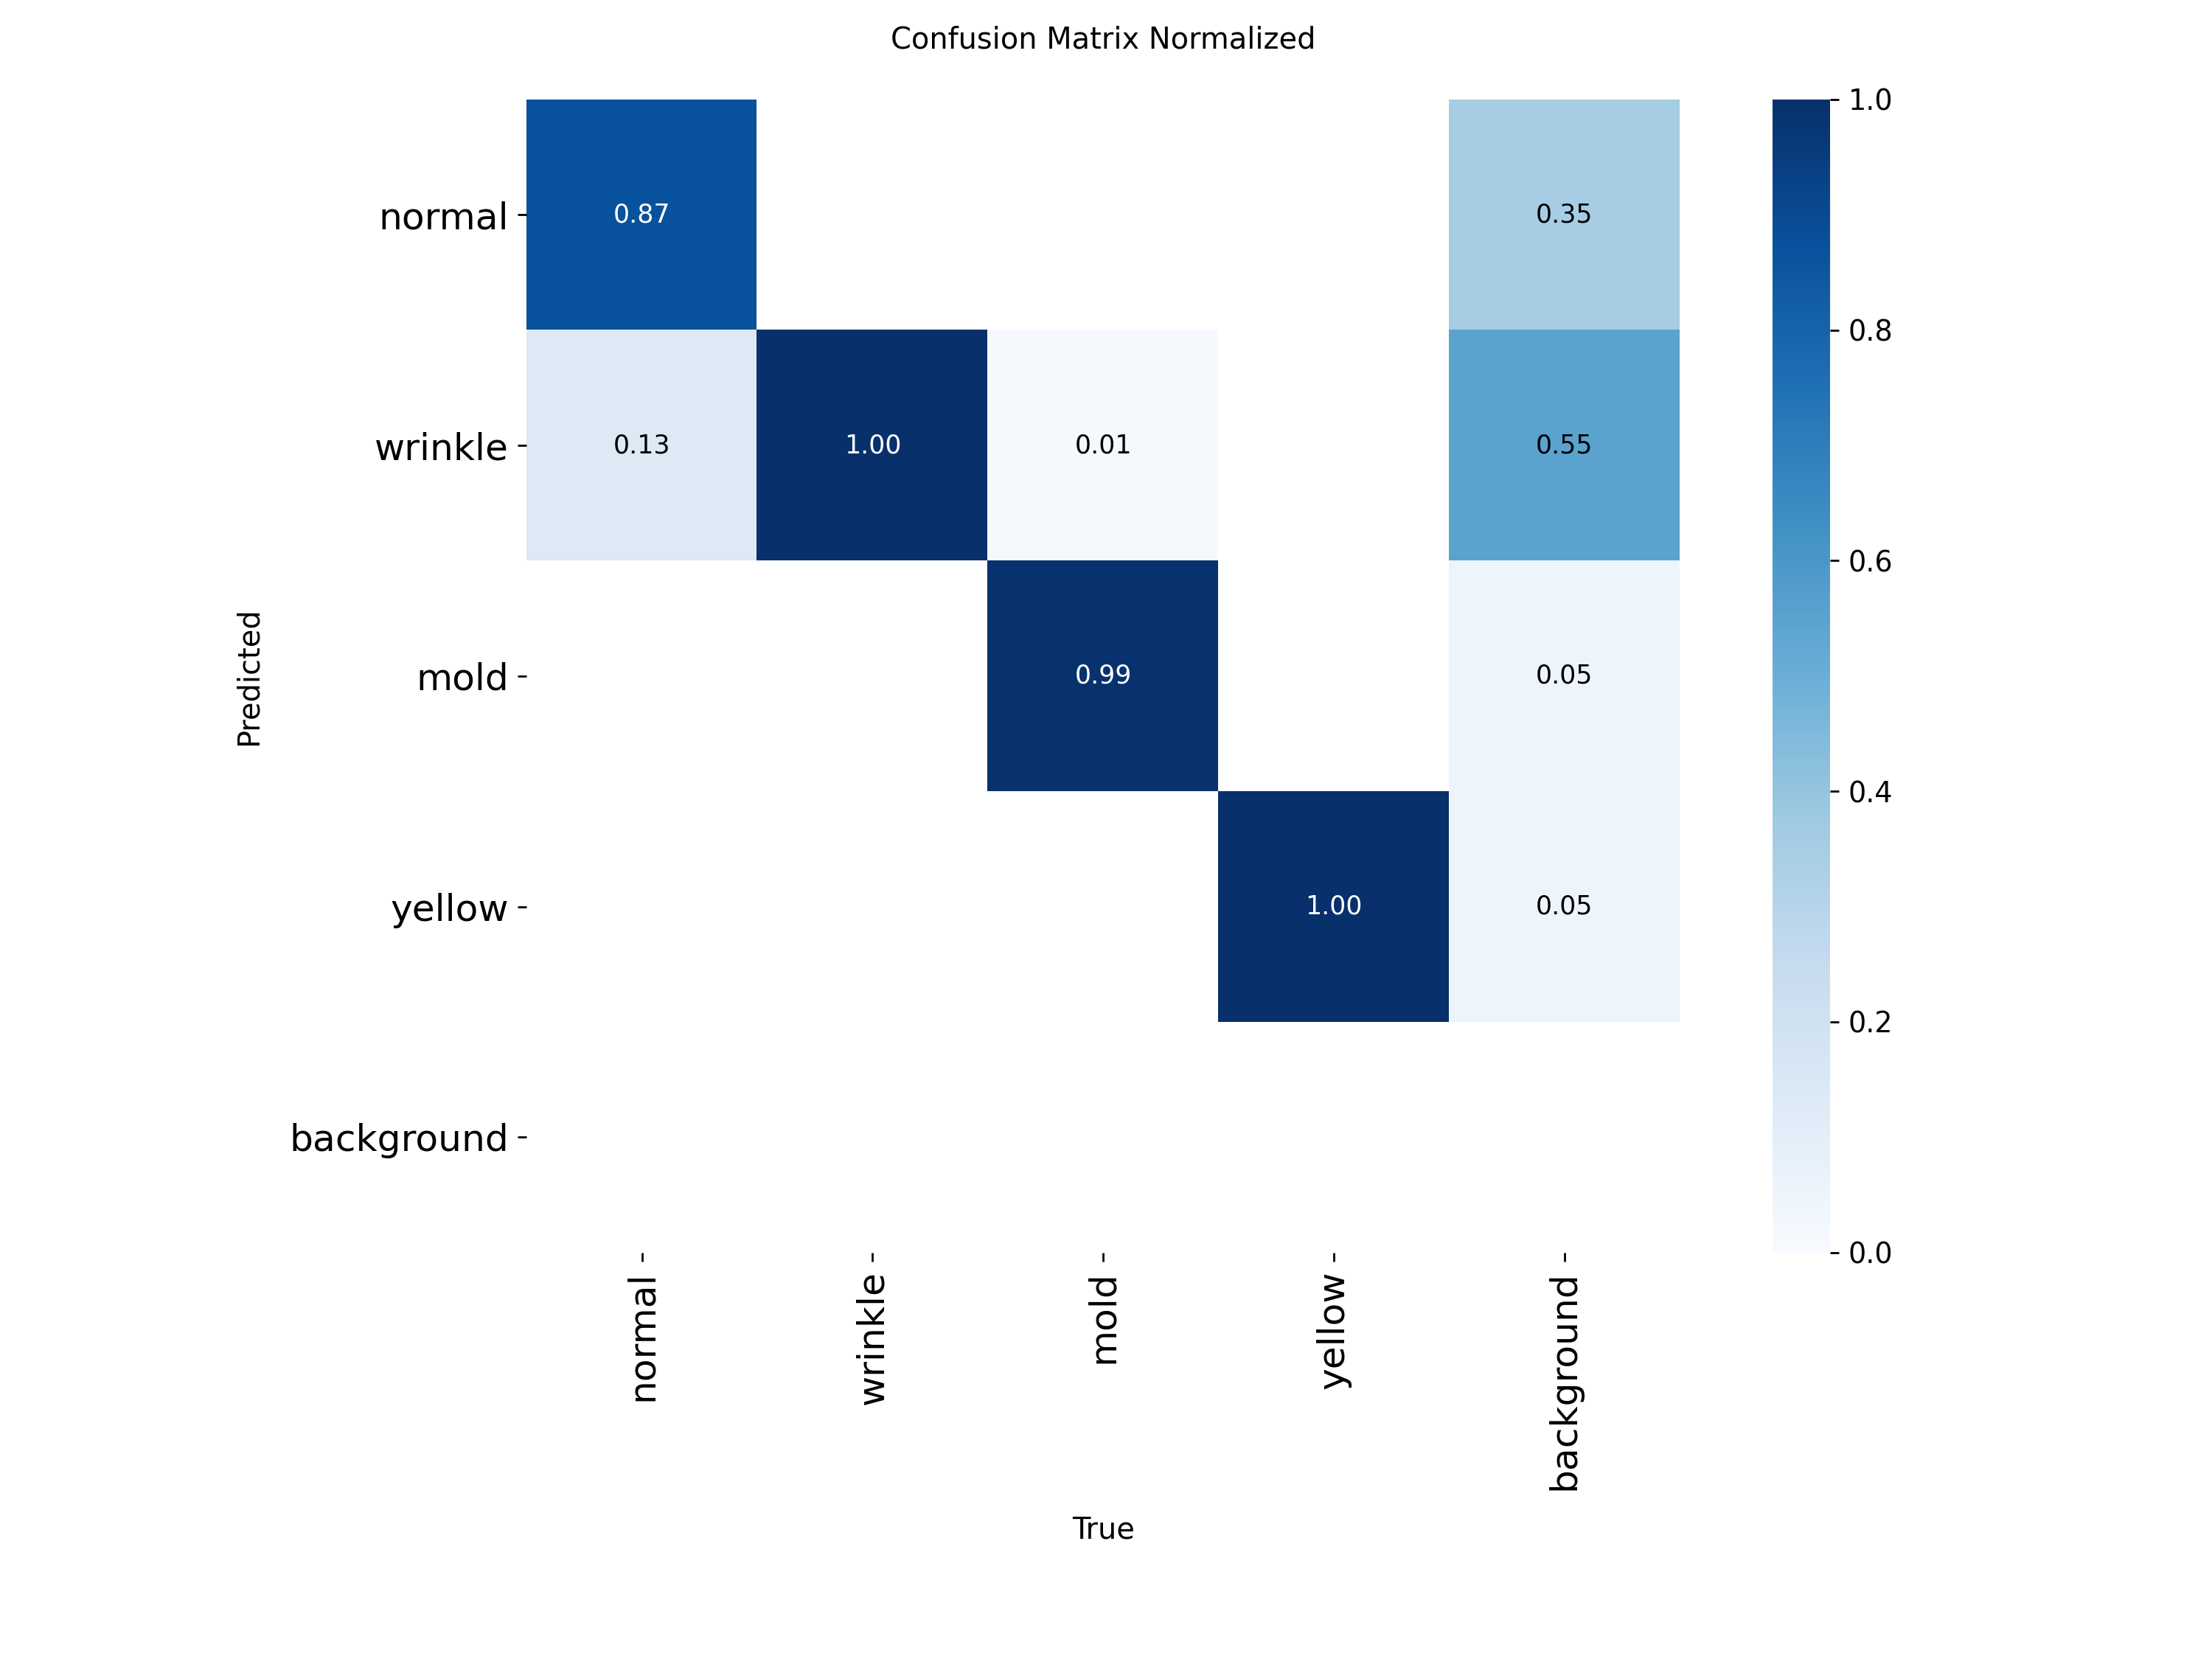 Confusion Matrix Normalized
1.0
normal 0.87 0.35
0.8
wrinkle 0.13 1.00 0.01 0.55
0.6
mold 0.99 0.05
Predicted
0.4
yellow 1.00 0.05
0.2
background
0.0
normal wrinkle mold yellow background
True